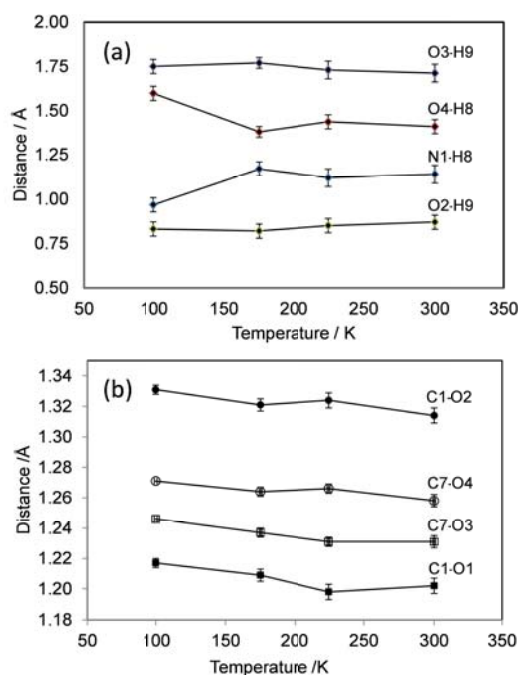 (a)
2.00
1.75
1.50
1.25
1.00
0.75
0.50
Distance / Å
O3-H9
O4-H8
N1-H8
O2-H9
50 100 150 200 250 300 350
Temperature / K
(b)
1.34
1.32
1.30
1.28
1.26
1.24
1.22
1.20
1.18
Distance /Å
C1-O2
C7-O4
C7-O3
C1-O1
50 100 150 200 250 300 350
Temperature /K